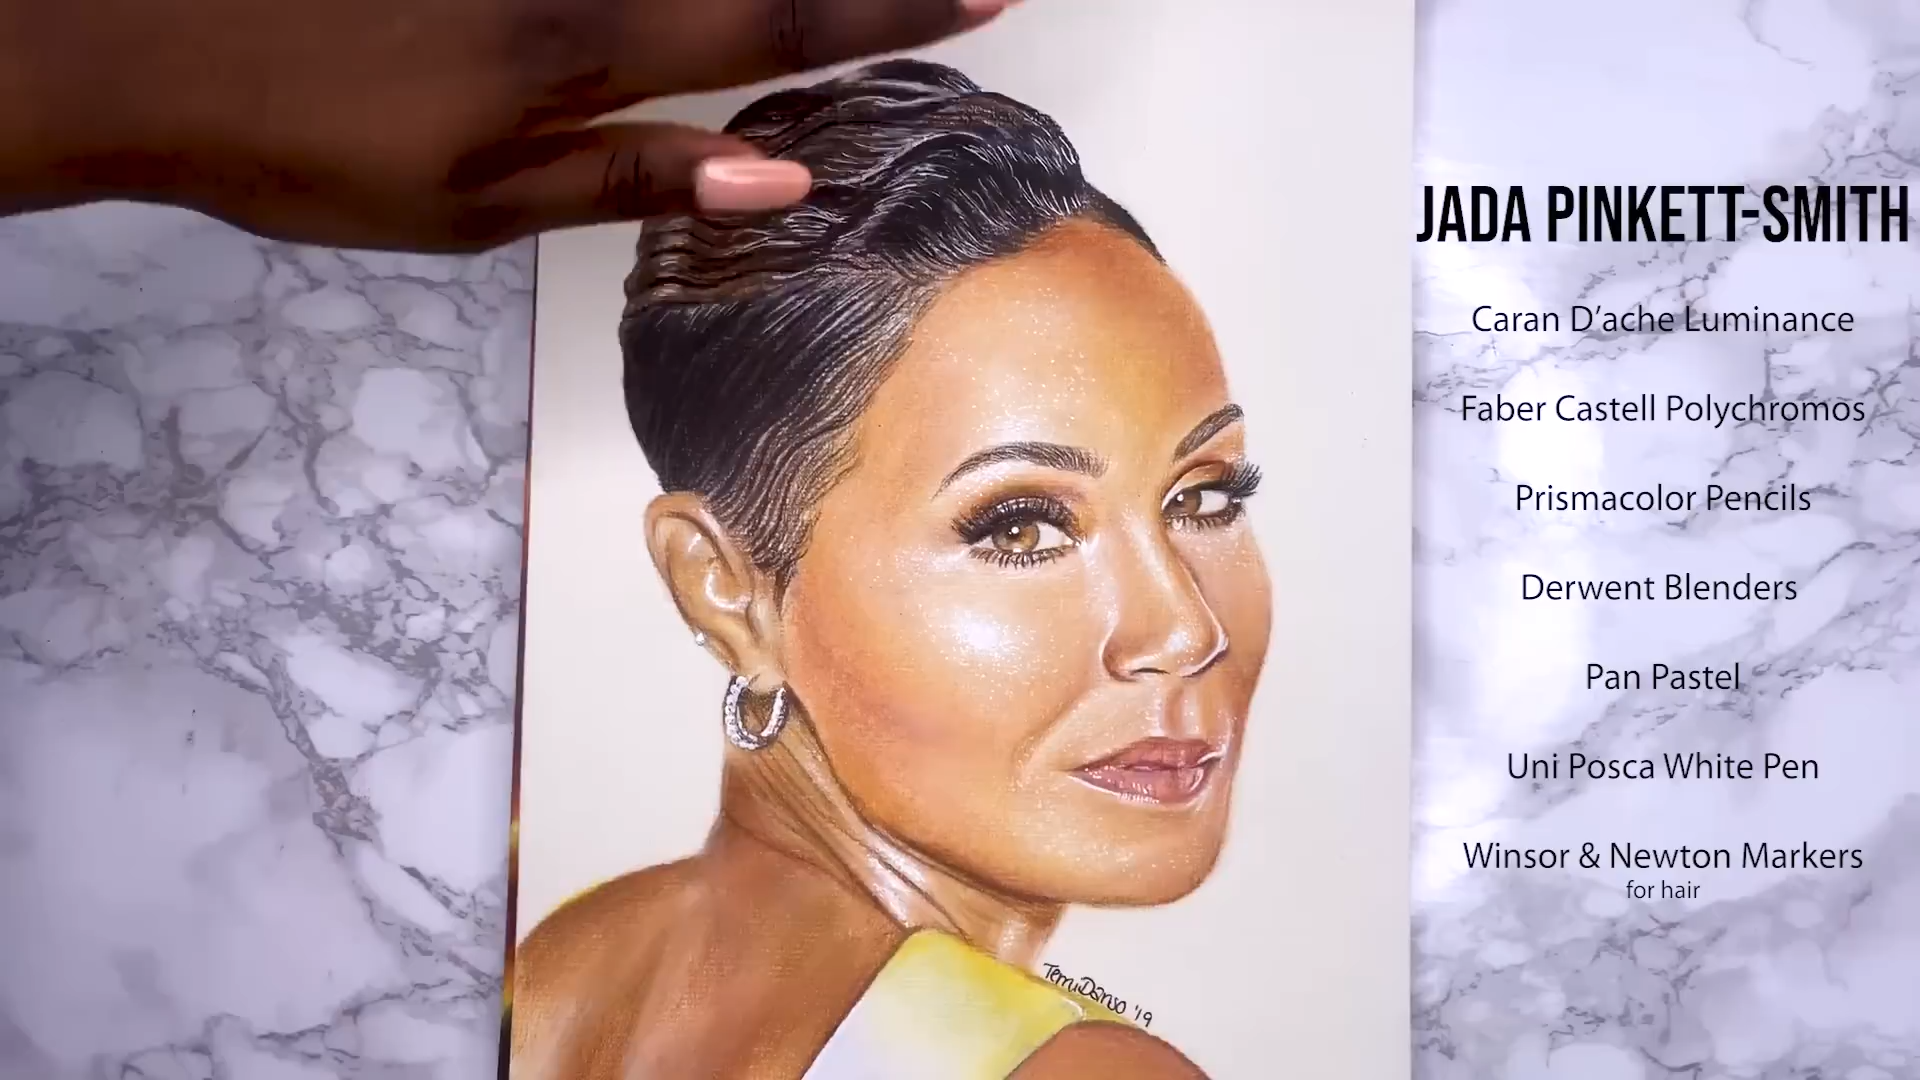 JADA PINKETT-SMITH
Caran D'ache Luminance
Faber Castell Polychromos
Prismacolor Pencils
Derwent Blenders
Pan Pastel
Uni Posca White Pen
Winsor & Newton Markers
for hair
TemiDanso '19